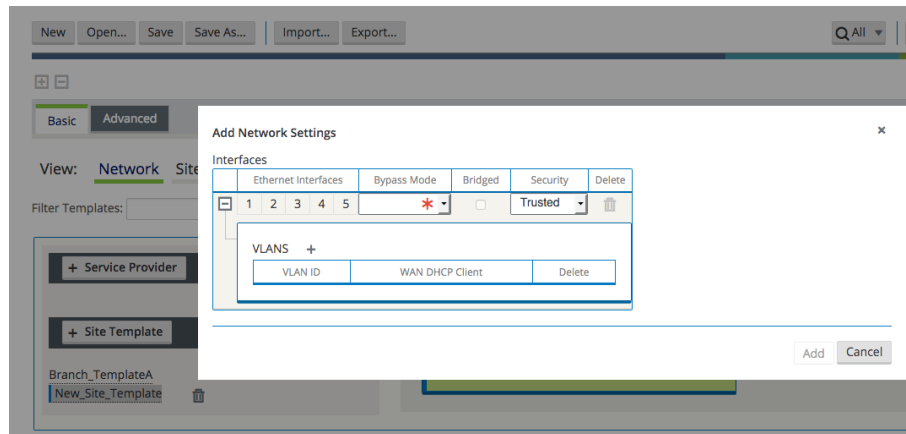 New Open... Save Save As... Import... Export... All
Basic Advanced
Add Network Settings ×
Interfaces
View: Network Site
Ethernet Interfaces Bypass Mode Bridged Security Delete
1 2 3 4 5 * Trusted
Filter Templates:
VLANS +
VLAN ID WAN DHCP Client Delete
+ Service Provider
+ Site Template
Add Cancel
Branch_TemplateA
New_Site_Template